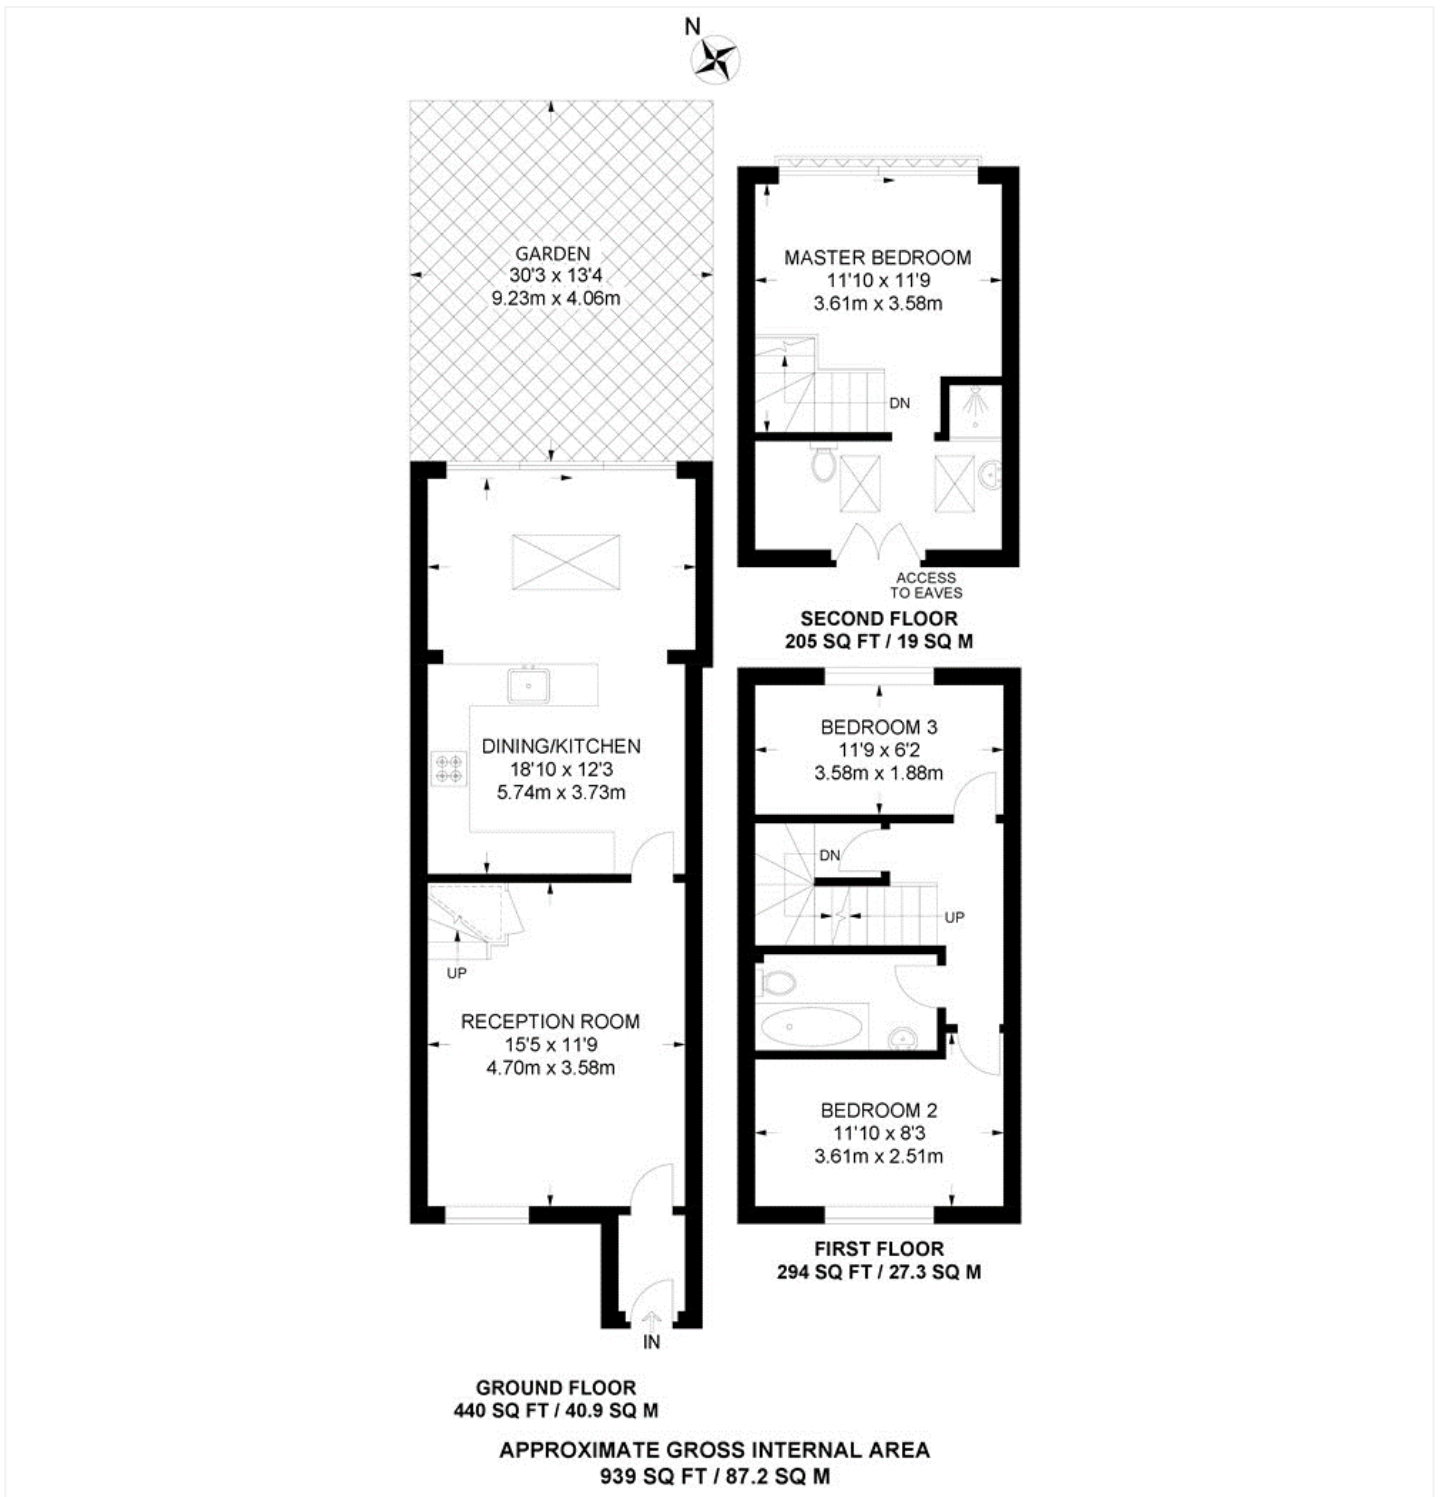 N
GARDEN
30'3 x 13'4
9.23m x 4.06m
MASTER BEDROOM
11'10 x 11'9
3.61m x 3.58m
DN
ACCESS
TO EAVES
SECOND FLOOR
205 SQ FT / 19 SQ M
DINING/KITCHEN
18'10 x 12'3
5.74m x 3.73m
BEDROOM 3
11'9 x 6'2
3.58m x 1.88m
DN
UP
UP
RECEPTION ROOM
15'5 x 11'9
4.70m x 3.58m
BEDROOM 2
11'10 x 8'3
3.61m x 2.51m
FIRST FLOOR
294 SQ FT / 27.3 SQ M
IN
GROUND FLOOR
440 SQ FT / 40.9 SQ M
APPROXIMATE GROSS INTERNAL AREA
939 SQ FT / 87.2 SQ M